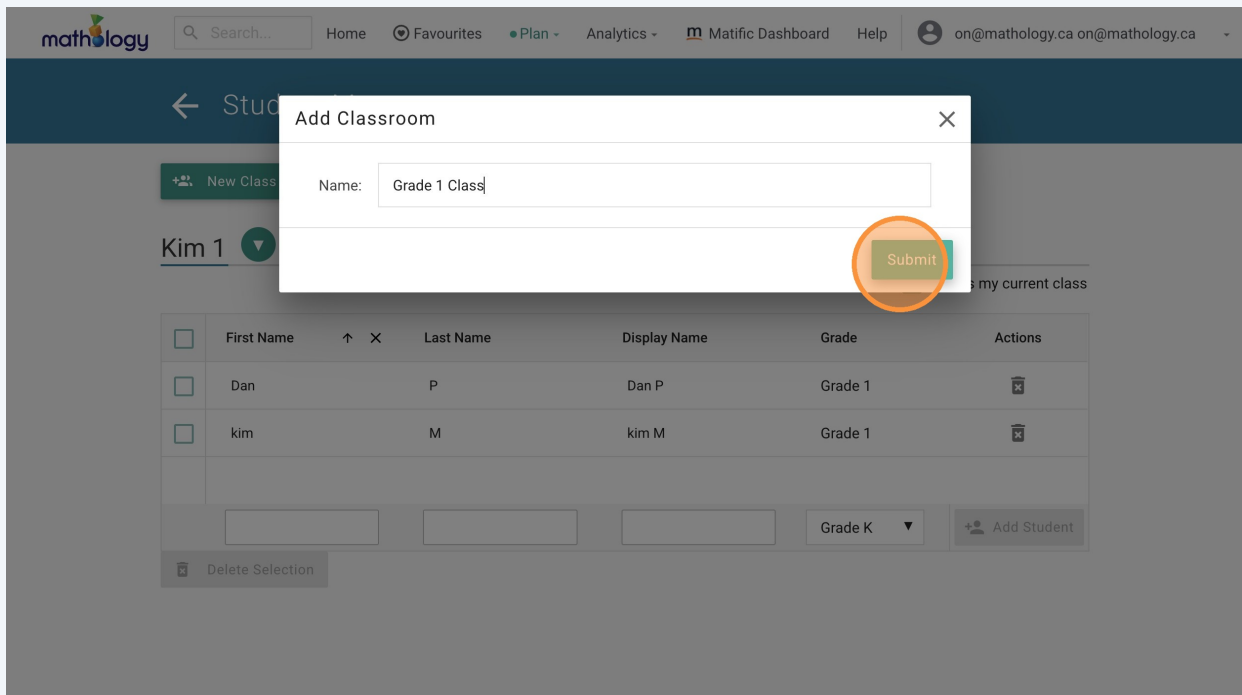 mathology Search... Home Favourites Plan Analytics m Matific Dashboard Help on@mathology.ca on@mathology.ca
Stud
Add Classroom
New Class
Name: Grade 1 Class
Kim 1
Submit
s my current class
First Name Last Name Display Name Grade Actions
Dan P Dan P Grade 1
kim M kim M Grade 1
Grade K Add Student
Delete Selection